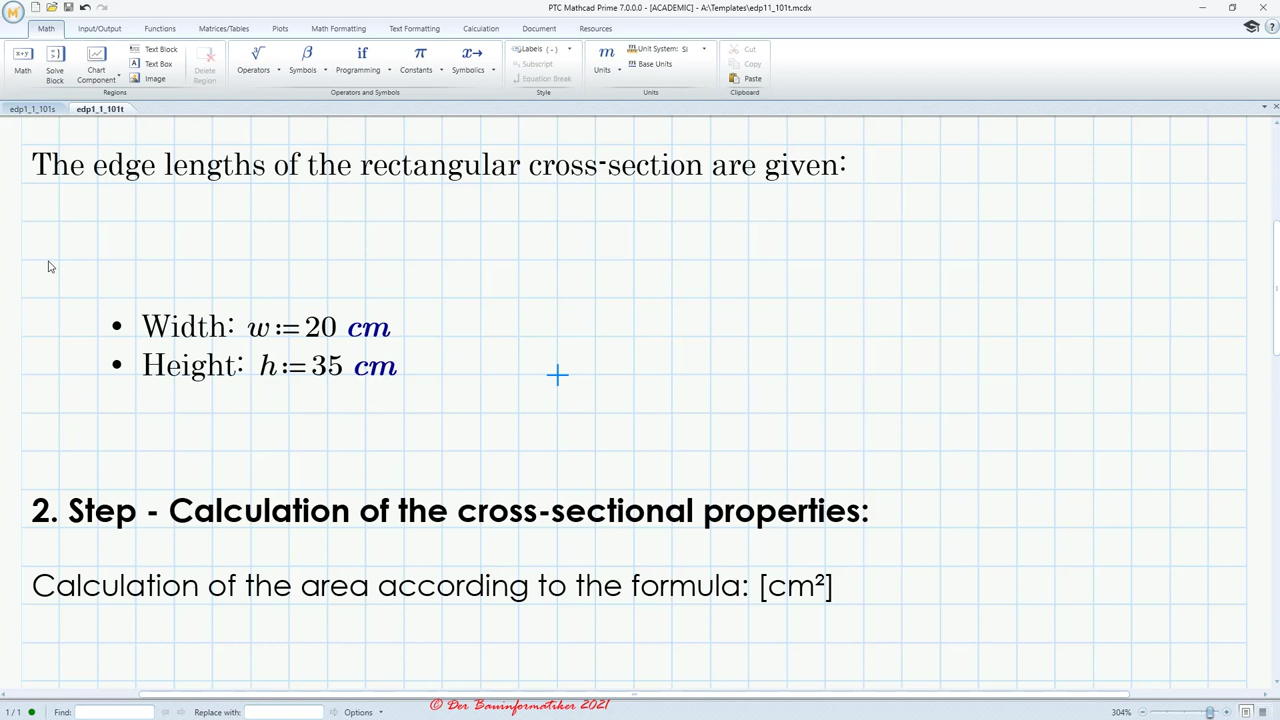 PTC Mathcad Prime 7.0.0.0 - [ACADEMIC] - A:\Templates\edp11_101t.mcdx
Math Input/Output Functions Matrices/Tables Plots Math Formatting Text Formatting Calculation Document Resources
Math
Solve Block
Chart Component
Text Block
Text Box
Image
Delete Region
Regions
Operators
Symbols
Programming
Constants
Symbolics
Operators and Symbols
Labels ( - )
Subscript
Equation Break
Style
Units
Unit System: SI
Base Units
Units
Cut
Copy
Paste
Clipboard
edp1_1_101s edp1_1_101t
The edge lengths of the rectangular cross-section are given:
• Width: w := 20 cm
• Height: h := 35 cm
2. Step - Calculation of the cross-sectional properties:
Calculation of the area according to the formula: [cm²]
© Der Bauinformatiker 2021
1 / 1 Find: Replace with: Options 304%